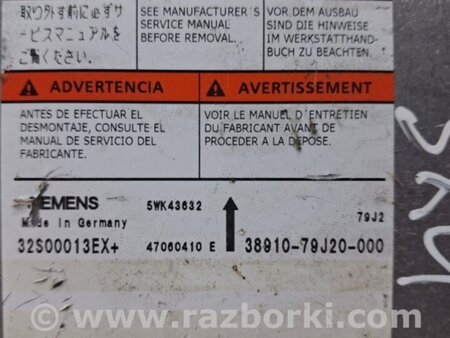 取り外す前に必ずサ
ービスマニュアルを
ご覧ください。
SEE MANUFACTURER'S
SERVICE MANUAL
BEFORE REMOVAL.
VOR DEM AUSBAU
SIND DIE HINWEISE
IM WERKSTATTHAND-
BUCH ZU BEACHTEN.
ADVERTENCIA
AVERTISSEMENT
ANTES DE EFECTUAR EL
DESMONTAJE, CONSULTE EL
MANUAL DE SERVICIO DEL
FABRICANTE.
VOIR LE MANUEL D'ENTRETIEN
DU FABRICANT AVANT DE
PROCEDER A LA DEPOSE.
SIEMENS
5WK43632
79J2
Made in Germany
32S00013EX+
47060410 E
38910-79J20-000
www.razborki.com